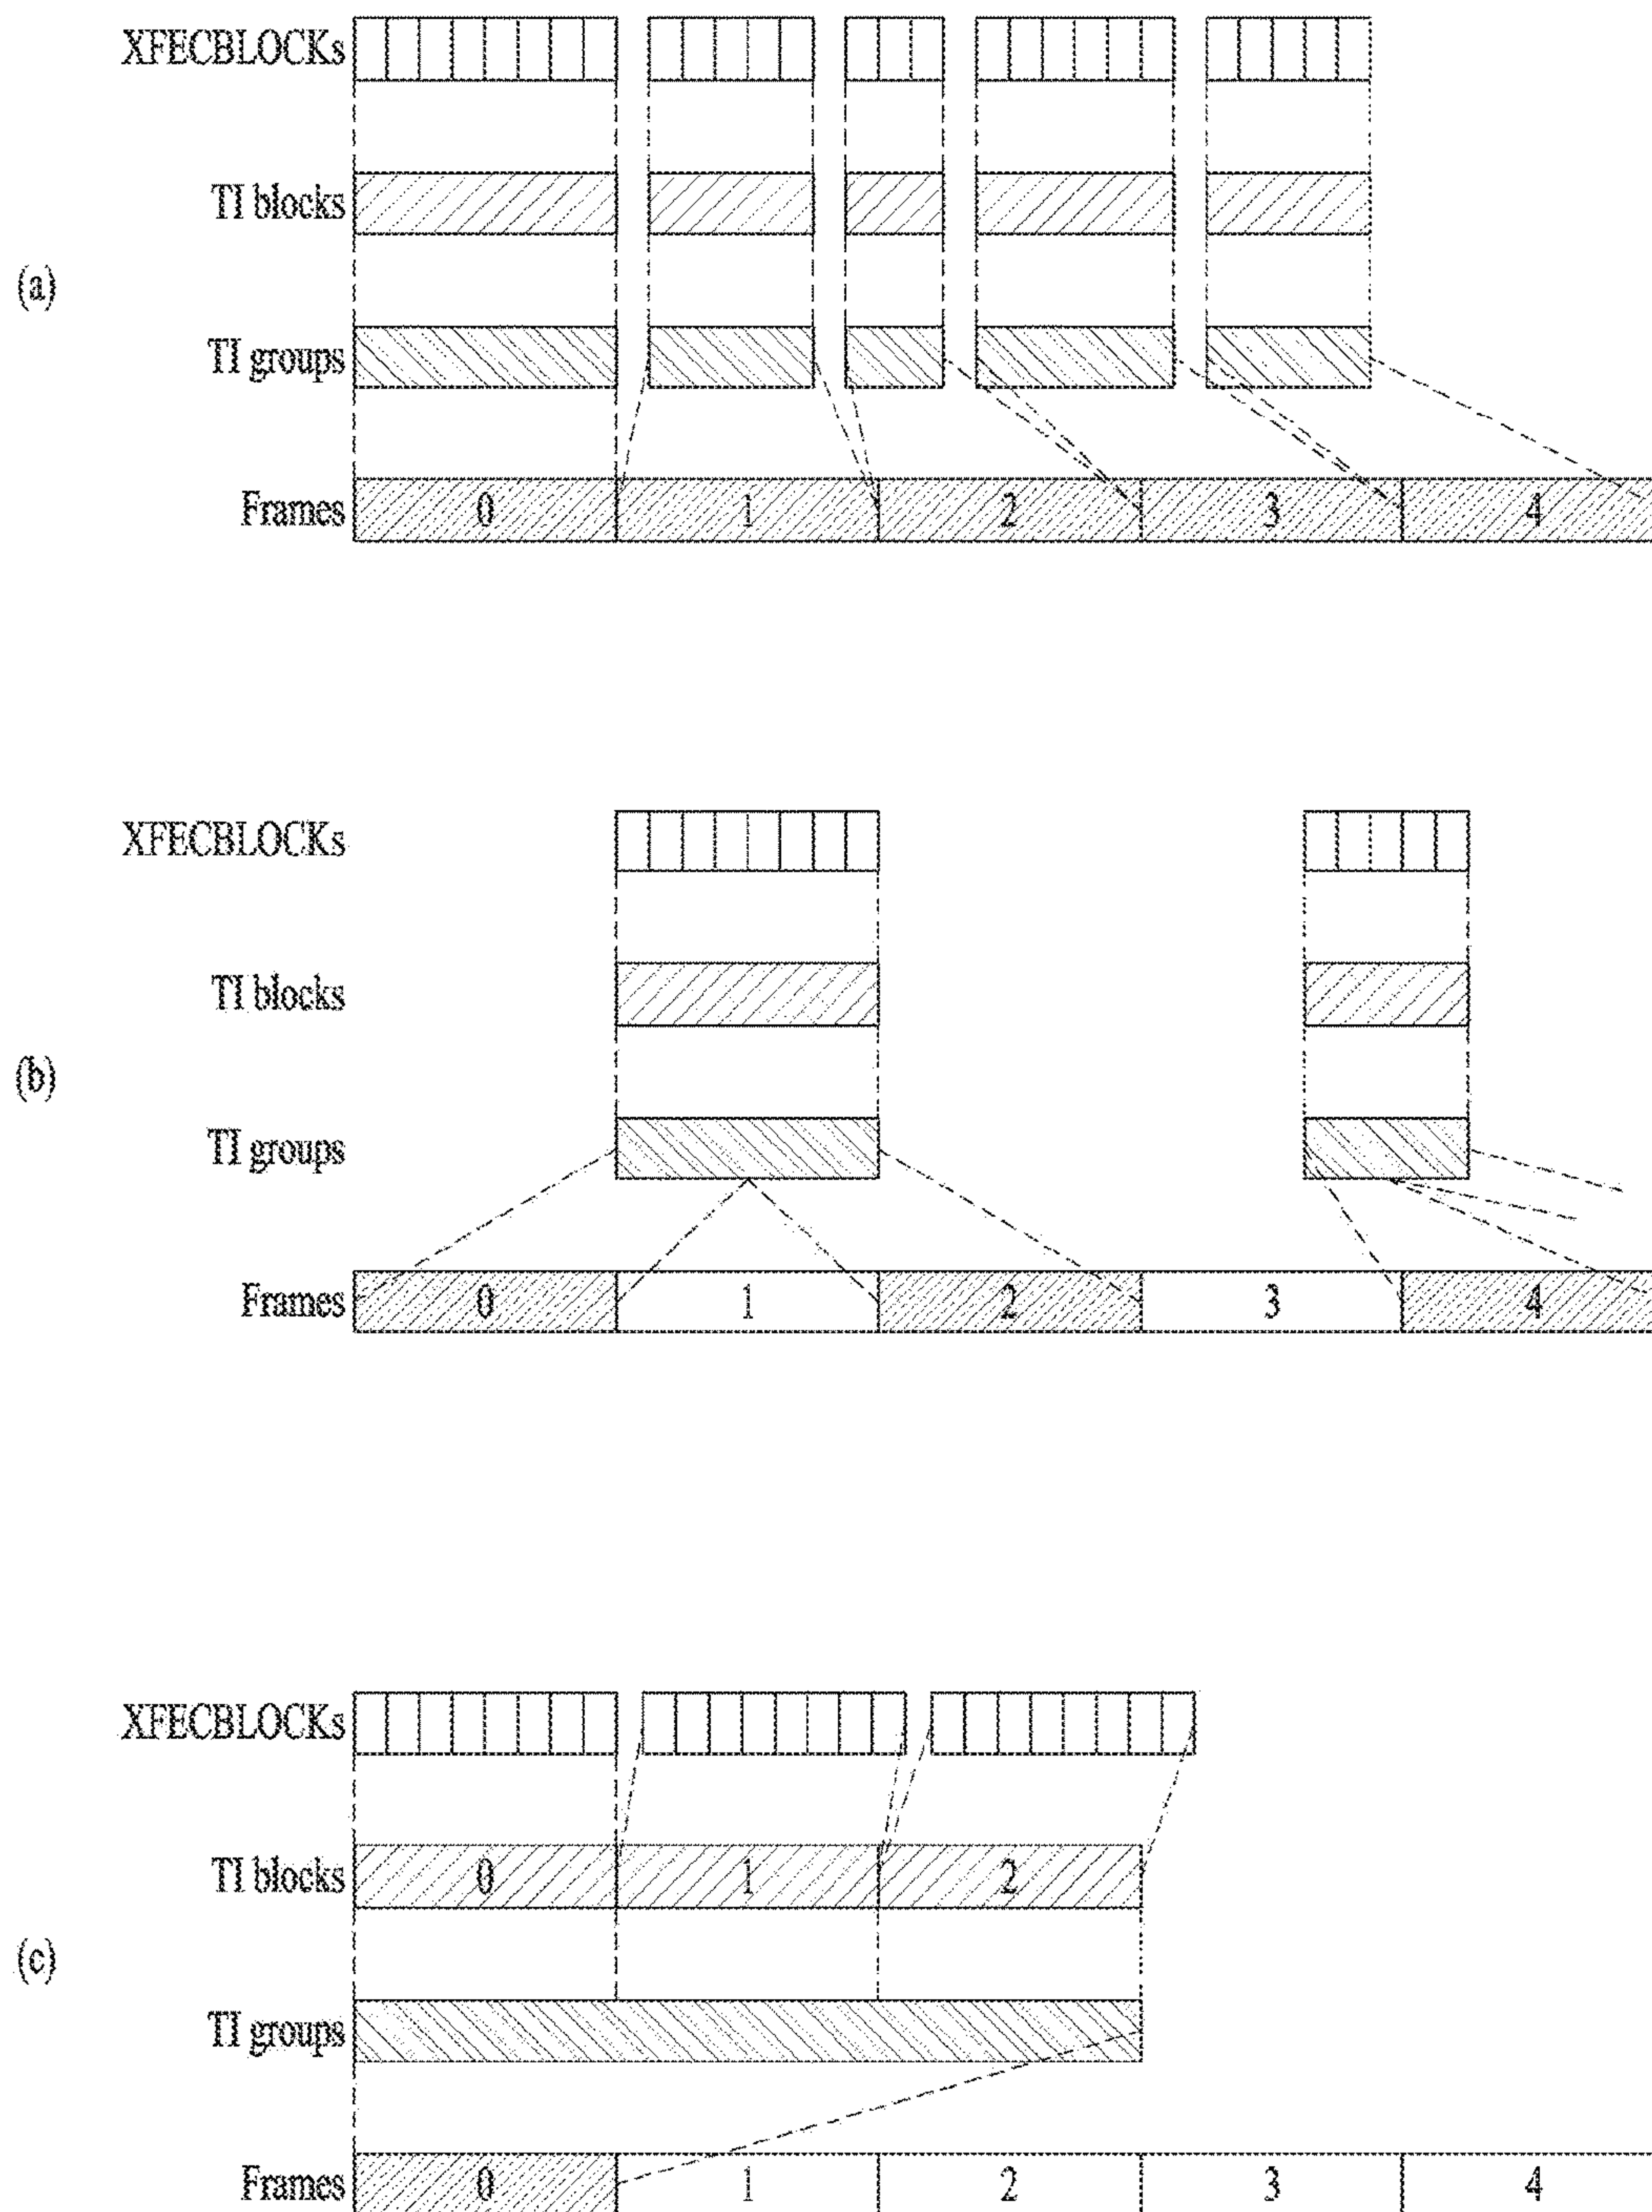 XFECBLOCKs
TI blocks
(a)
TI groups
Frames 0 1 2 3 4
XFECBLOCKs
TI blocks
(b)
TI groups
Frames 0 1 2 3 4
XFECBLOCKs
TI blocks 0 1 2
(c)
TI groups
Frames 0 1 2 3 4